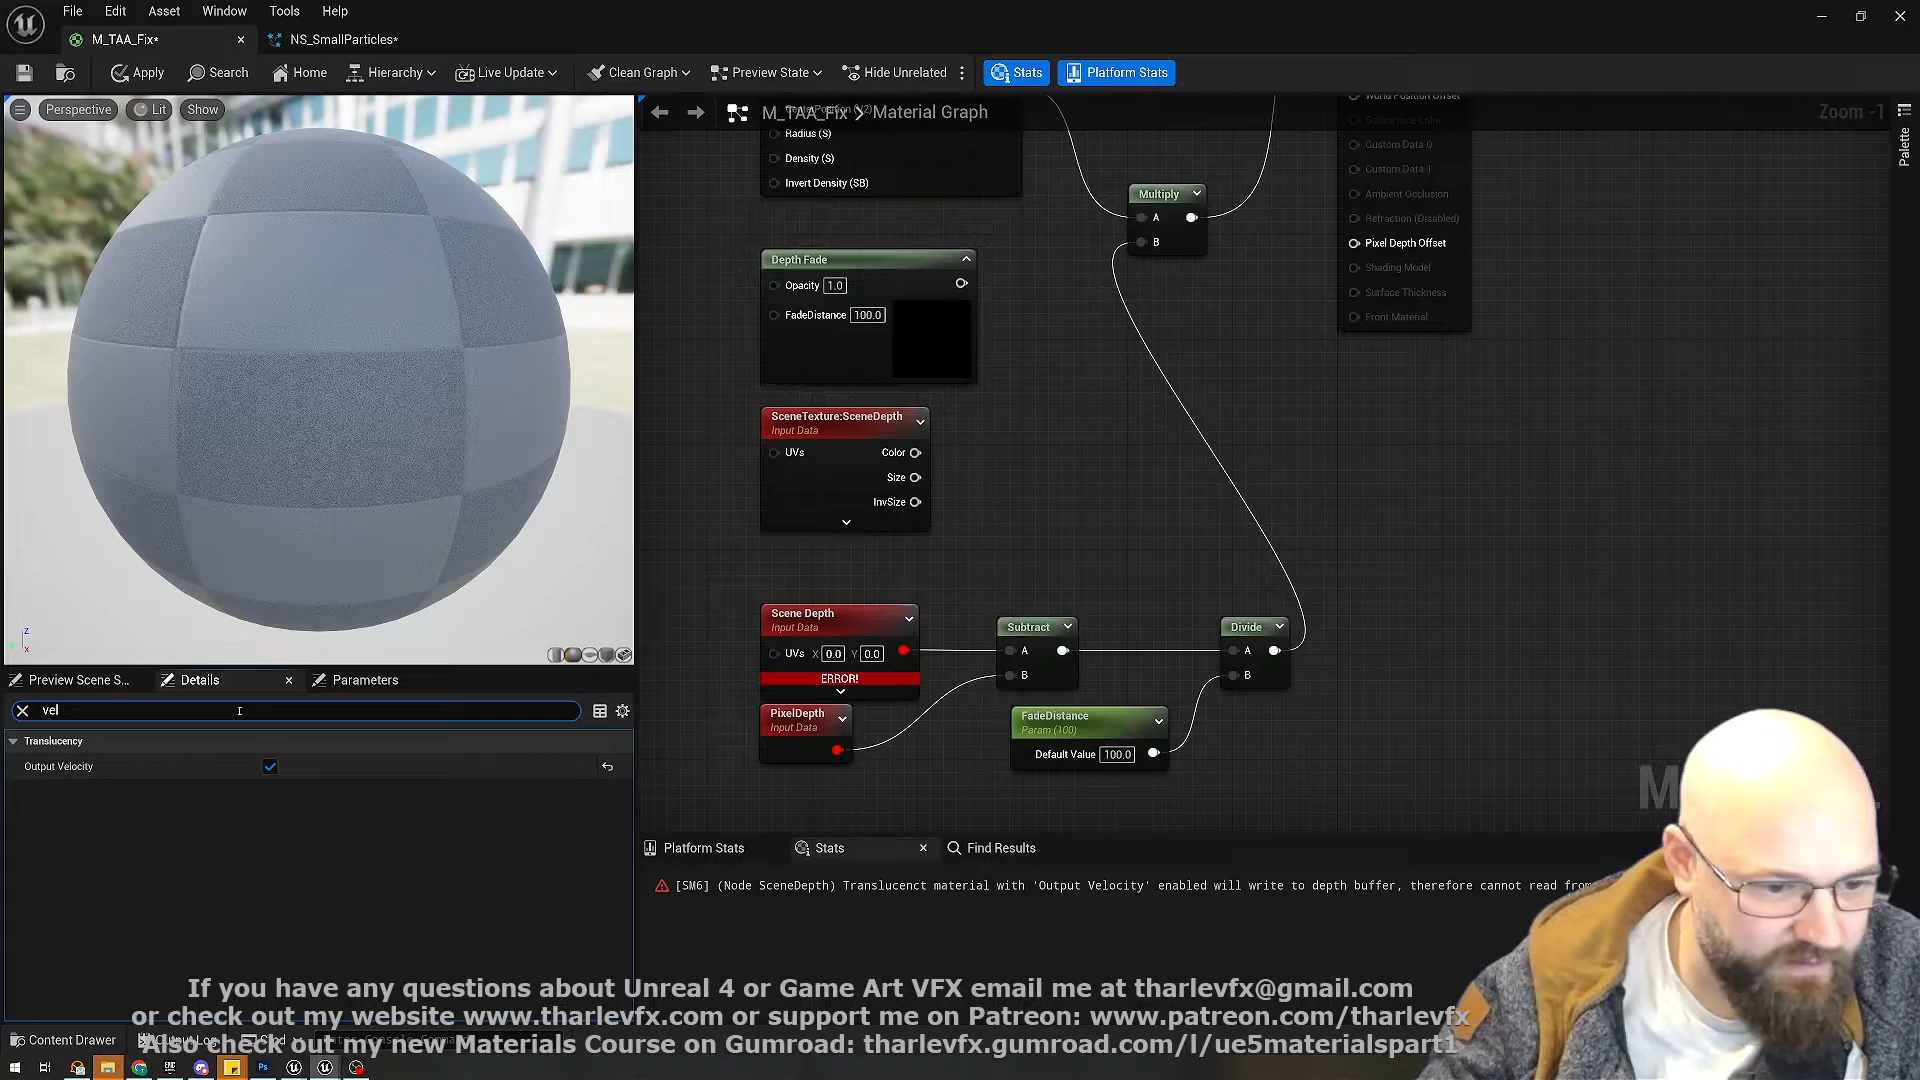 File Edit Asset Window Tools Help
M_TAA_Fix*
NS_SmallParticles*
Apply
Search
Home
Hierarchy
Live Update
Clean Graph
Preview State
Hide Unrelated
Stats
Platform Stats
Perspective
Lit
Show
M_TAA_Fix
Material Graph
Zoom -1
Palette
World Position Offset
Subsurface Color
Custom Data 0
Custom Data 1
Ambient Occlusion
Refraction (Disabled)
Pixel Depth Offset
Shading Model
Surface Thickness
Front Material
Radius (S)
Density (S)
Invert Density (SB)
Multiply
A
B
Depth Fade
Opacity 1.0
FadeDistance 100.0
SceneTexture:SceneDepth
Input Data
UVs Color
Size
InvSize
Scene Depth
Input Data
UVs X 0.0 Y 0.0
ERROR!
PixelDepth
Input Data
Subtract
A
B
Divide
A
B
FadeDistance
Param (100)
Default Value 100.0
Z
X
Preview Scene S...
Details
Parameters
vel
Translucency
Output Velocity
Platform Stats
Stats
Find Results
[SM6] (Node SceneDepth) Translucenct material with 'Output Velocity' enabled will write to depth buffer, therefore cannot read from
If you have any questions about Unreal 4 or Game Art VFX email me at tharlevfx@gmail.com
or check out my website www.tharlevfx.com or support me on Patreon: www.patreon.com/tharlevfx
Content Drawer
Also check out my new Materials Course on Gumroad: tharlevfx.gumroad.com/l/ue5materialspart1